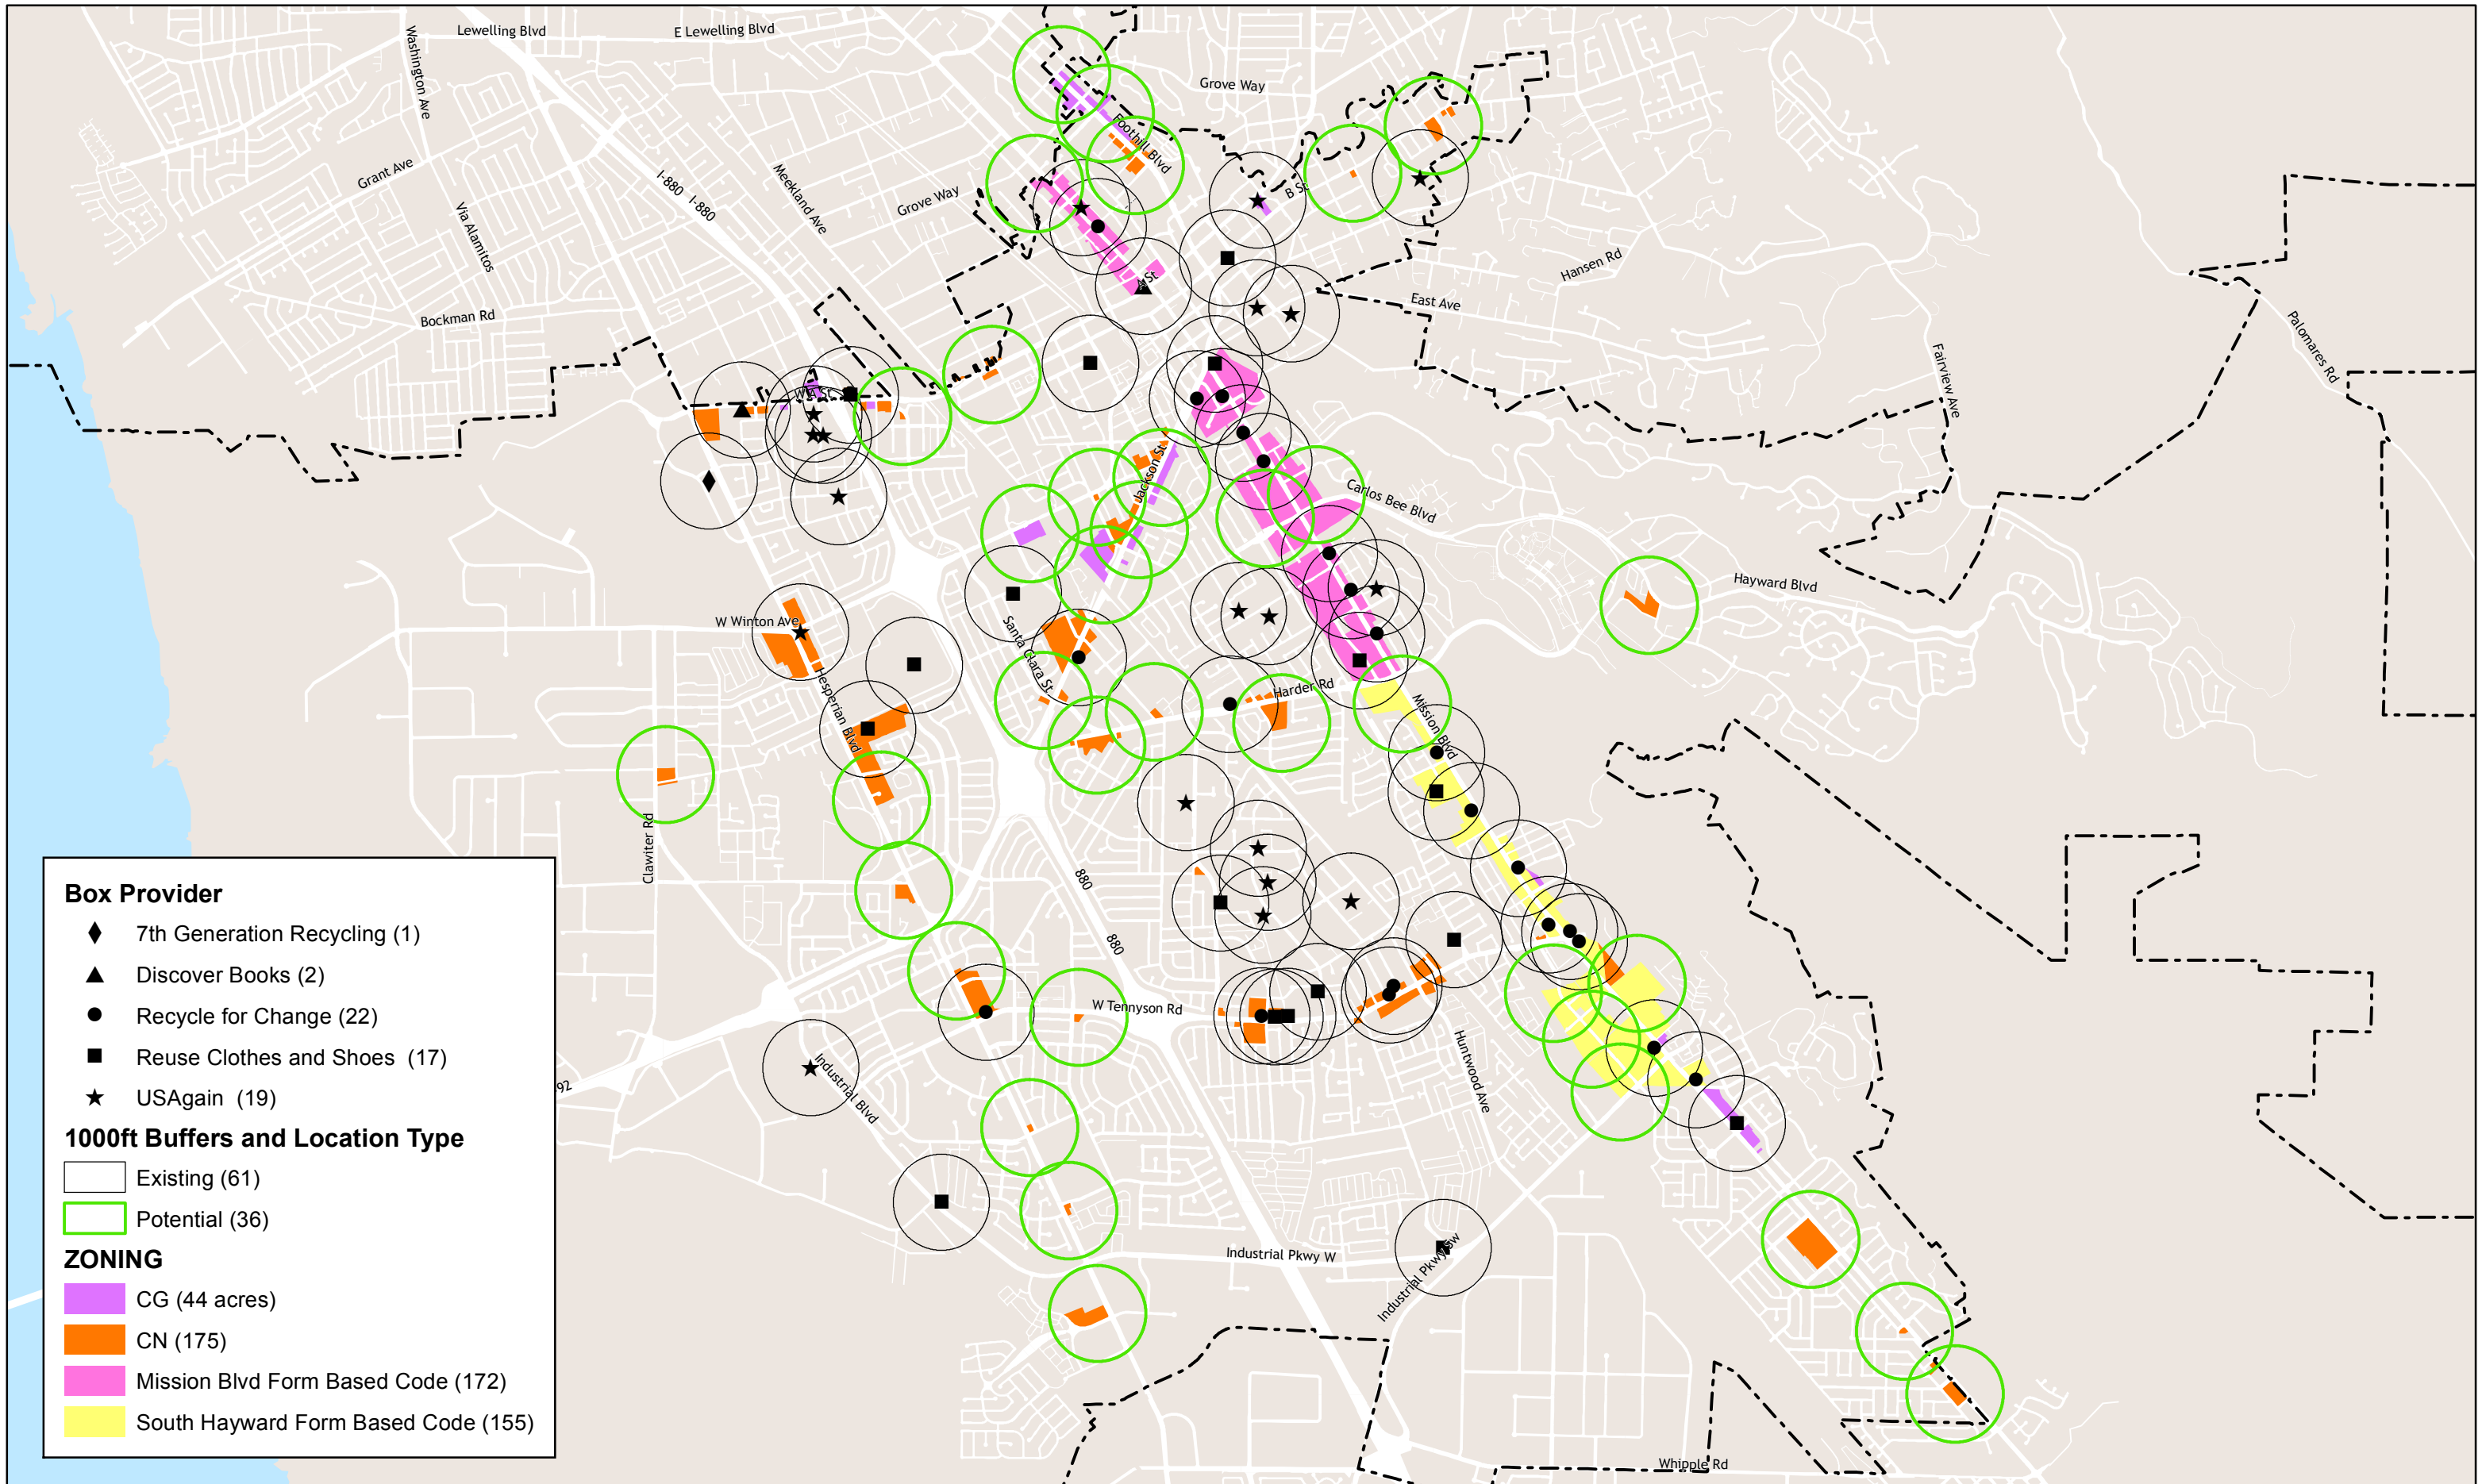 Lewelling Blvd
E Lewelling Blvd
Washington Ave
Grove Way
Foothill Blvd
Grant Ave
I-880
I-880
Meekland Ave
Grove Way
B St
Via Alamitos
Hansen Rd
A St
East Ave
Bockman Rd
Palomares Rd
Fairview Ave
W A St
Jackson St
Carlos Bee Blvd
Hayward Blvd
W Winton Ave
Santa Clara St
Hesperian Blvd
Harder Rd
Mission Blvd
Clawiter Rd
880
880
W Tennyson Rd
Huntwood Ave
Industrial Blvd
92
Industrial Pkwy W
Industrial Pkwy Sw
Whipple Rd
Box Provider
7th Generation Recycling (1)
Discover Books (2)
Recycle for Change (22)
Reuse Clothes and Shoes (17)
USAgain (19)
1000ft Buffers and Location Type
Existing (61)
Potential (36)
ZONING
CG (44 acres)
CN (175)
Mission Blvd Form Based Code (172)
South Hayward Form Based Code (155)